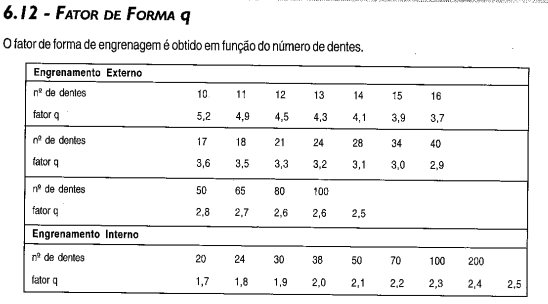 6.12 - FATOR DE FORMA q
O fator de forma de engrenagem é obtido em função do número de dentes.
Engrenamento Externo
nº de dentes 10 11 12 13 14 15 16
fator q 5,2 4,9 4,5 4,3 4,1 3,9 3,7
nº de dentes 17 18 21 24 28 34 40
fator q 3,6 3,5 3,3 3,2 3,1 3,0 2,9
nº de dentes 50 65 80 100
fator q 2,8 2,7 2,6 2,6 2,5
Engrenamento Interno
nº de dentes 20 24 30 38 50 70 100 200
fator q 1,7 1,8 1,9 2,0 2,1 2,2 2,3 2,4 2,5